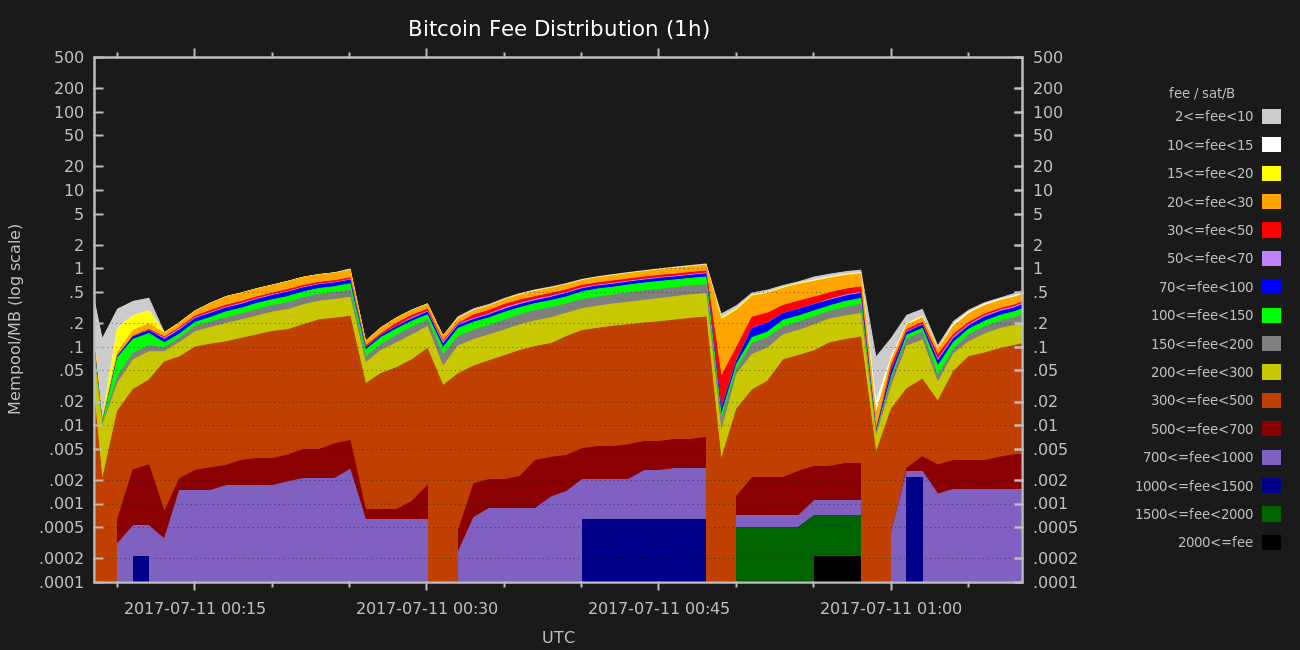 Bitcoin Fee Distribution (1h)
500 500
200 200
100 100
50 50
20 20
10 10
5 5
2 2
1 1
.5 .5
.2 .2
.1 .1
.05 .05
.02 .02
.01 .01
.005 .005
.002 .002
.001 .001
.0005 .0005
.0002 .0002
.0001 .0001
Mempool/MB (log scale)
2017-07-11 00:15 2017-07-11 00:30 2017-07-11 00:45 2017-07-11 01:00
UTC
fee / sat/B
2<=fee<10
10<=fee<15
15<=fee<20
20<=fee<30
30<=fee<50
50<=fee<70
70<=fee<100
100<=fee<150
150<=fee<200
200<=fee<300
300<=fee<500
500<=fee<700
700<=fee<1000
1000<=fee<1500
1500<=fee<2000
2000<=fee